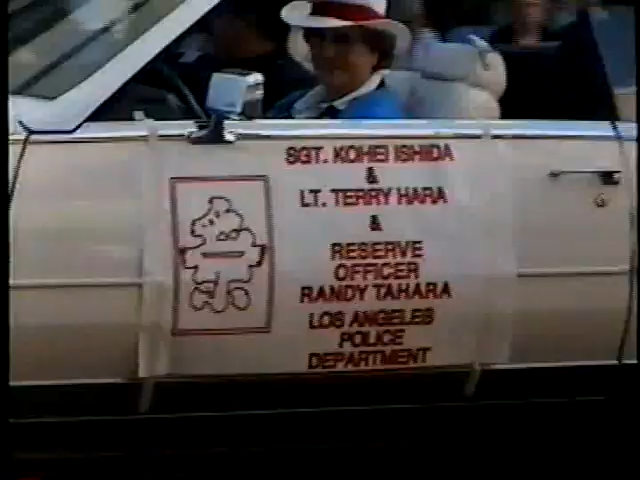 SGT. KOHEI ISHIDA
&
LT. TERRY HARA
&
RESERVE
OFFICER
RANDY TAHARA
LOS ANGELES
POLICE
DEPARTMENT